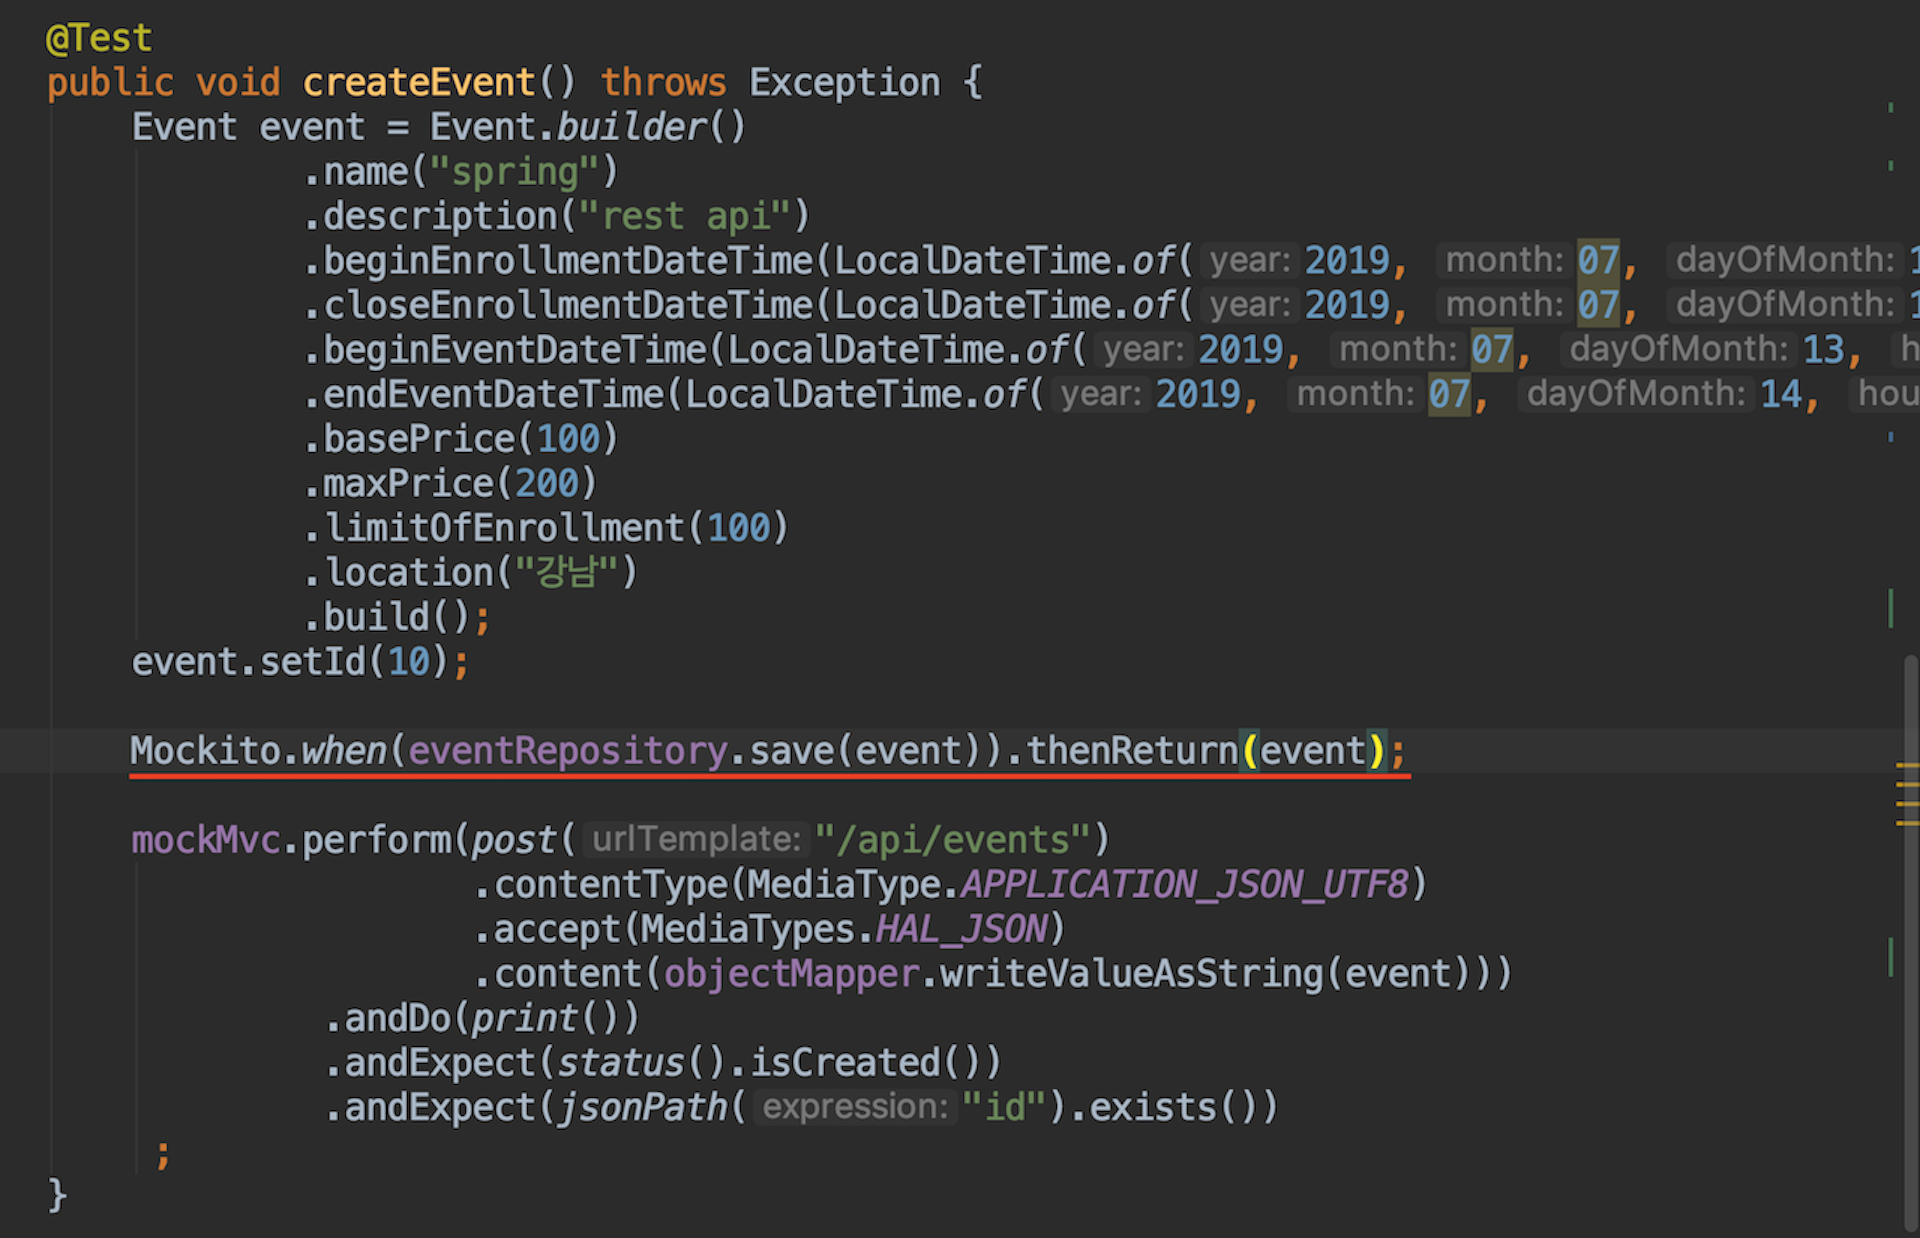 @Test
public void createEvent() throws Exception {
Event event = Event.builder()
.name("spring")
.description("rest api")
.beginEnrollmentDateTime(LocalDateTime.of( year: 2019, month: 07, dayOfMonth: 1
.closeEnrollmentDateTime(LocalDateTime.of( year: 2019, month: 07, dayOfMonth: 1
.beginEventDateTime(LocalDateTime.of( year: 2019, month: 07, dayOfMonth: 13, h
.endEventDateTime(LocalDateTime.of( year: 2019, month: 07, dayOfMonth: 14, hou
.basePrice(100)
.maxPrice(200)
.limitOfEnrollment(100)
.location("강남")
.build();
event.setId(10);
Mockito.when(eventRepository.save(event)).thenReturn(event);
mockMvc.perform(post( urlTemplate: "/api/events")
.contentType(MediaType.APPLICATION_JSON_UTF8)
.accept(MediaTypes.HAL_JSON)
.content(objectMapper.writeValueAsString(event)))
.andDo(print())
.andExpect(status().isCreated())
.andExpect(jsonPath( expression: "id").exists())
;
}